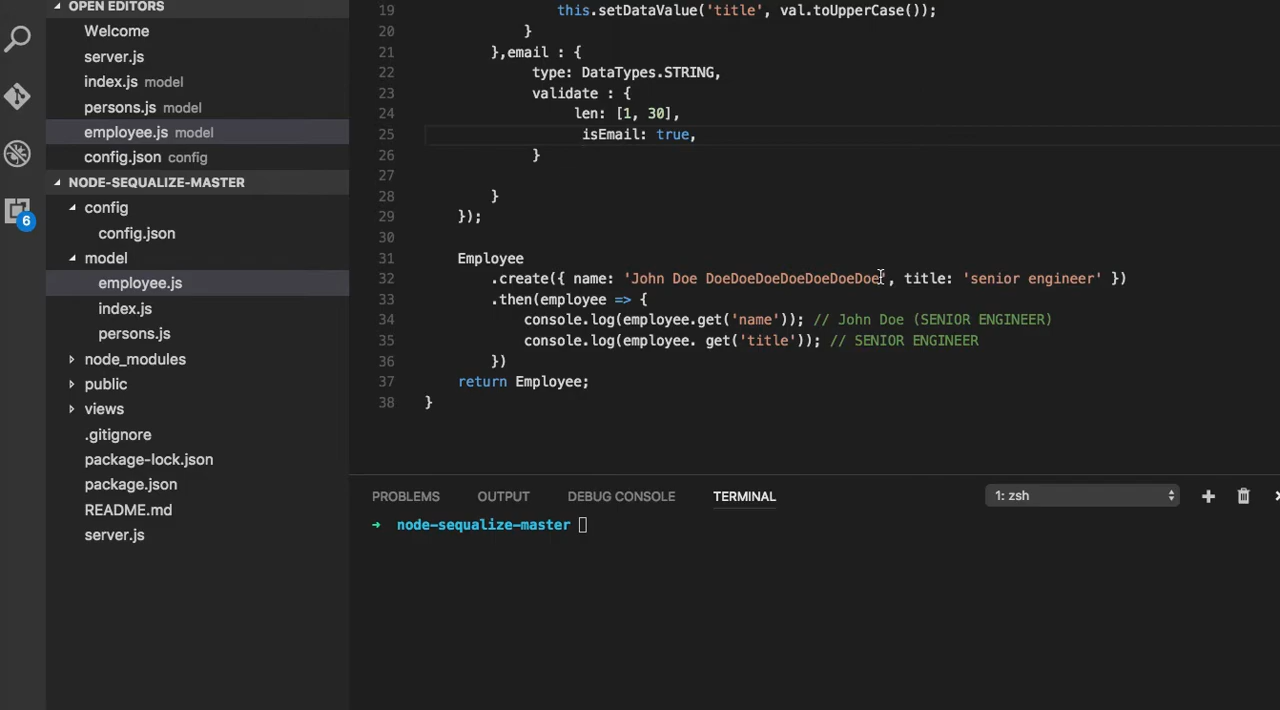 OPEN EDITORS
Welcome
server.js
index.js model
persons.js model
employee.js model
config.json config
NODE-SEQUALIZE-MASTER
config
config.json
model
employee.js
index.js
persons.js
node_modules
public
views
.gitignore
package-lock.json
package.json
README.md
server.js
6
19 this.setDataValue('title', val.toUpperCase());
20 }
21 },email : {
22 type: DataTypes.STRING,
23 validate : {
24 len: [1, 30],
25 isEmail: true,
26 }
27
28 }
29 });
30
31 Employee
32 .create({ name: 'John Doe DoeDoeDoeDoeDoeDoeDoe', title: 'senior engineer' })
33 .then(employee => {
34 console.log(employee.get('name')); // John Doe (SENIOR ENGINEER)
35 console.log(employee. get('title')); // SENIOR ENGINEER
36 })
37 return Employee;
38 }
PROBLEMS OUTPUT DEBUG CONSOLE TERMINAL 1: zsh
→ node-sequalize-master